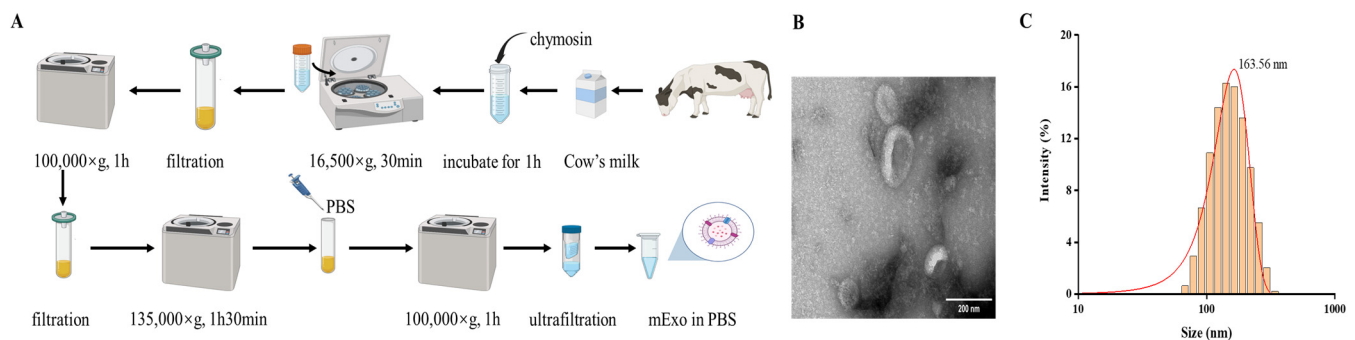 A
chymosin
100,000×g, 1h
filtration
16,500×g, 30min
incubate for 1h
Cow's milk
PBS
filtration
135,000×g, 1h30min
100,000×g, 1h
ultrafiltration
mExo in PBS
B
200 nm
C
163.56 nm
20
16
12
8
4
0
10
100
1000
Intensity (%)
Size (nm)